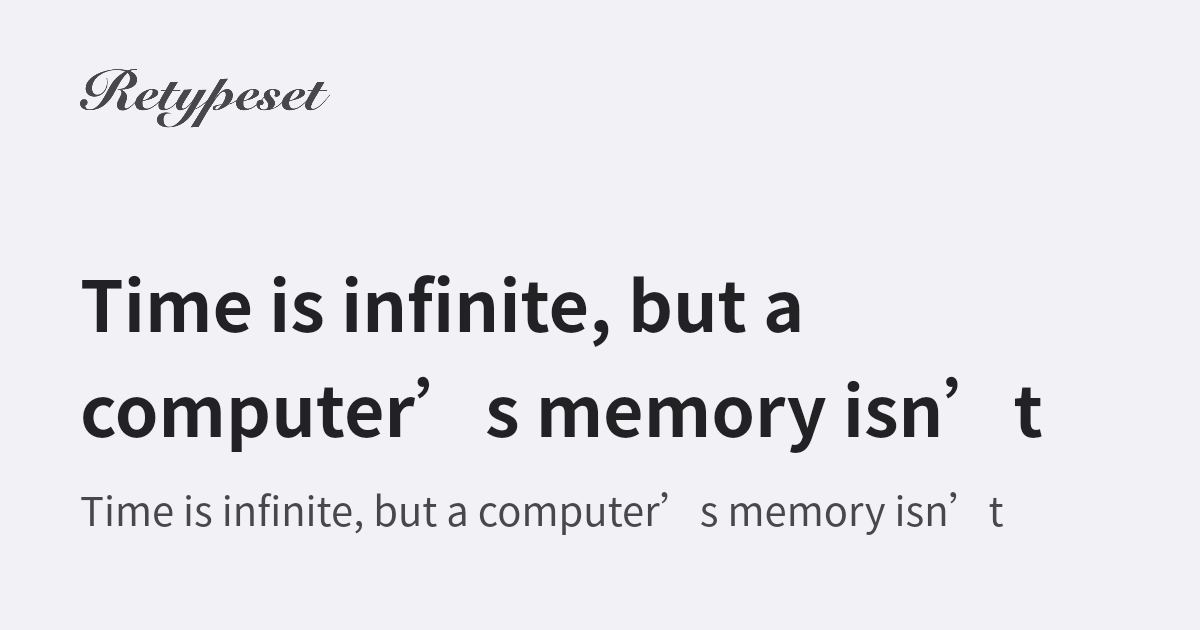 Retypeset
Time is infinite, but a
computer’s memory isn’t
Time is infinite, but a computer’s memory isn’t